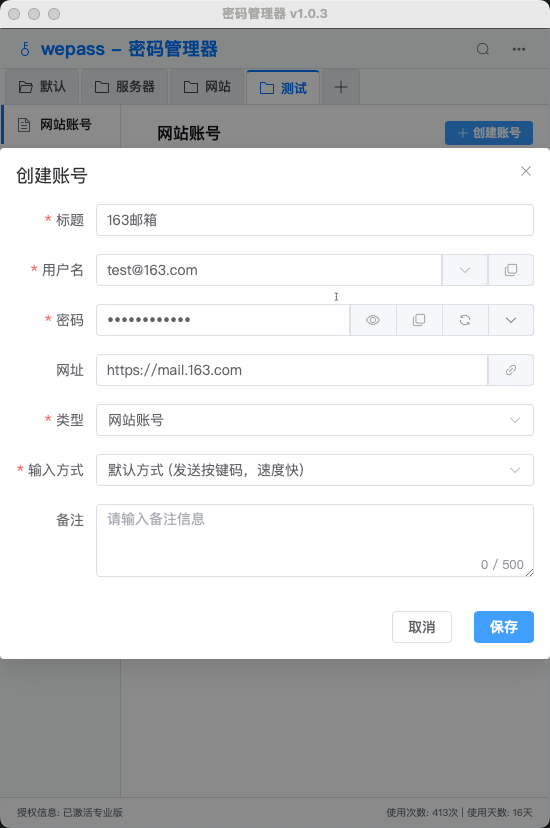 密码管理器 v1.0.3
wepass – 密码管理器
默认 服务器 网站 测试
网站账号 网站账号 创建账号
创建账号
* 标题 163邮箱
* 用户名 test@163.com
* 密码 ••••••••••••
网址 https://mail.163.com
* 类型 网站账号
* 输入方式 默认方式 (发送按键码，速度快)
备注 请输入备注信息
0 / 500
取消 保存
授权信息: 已激活专业版 使用次数: 413次 | 使用天数: 16天